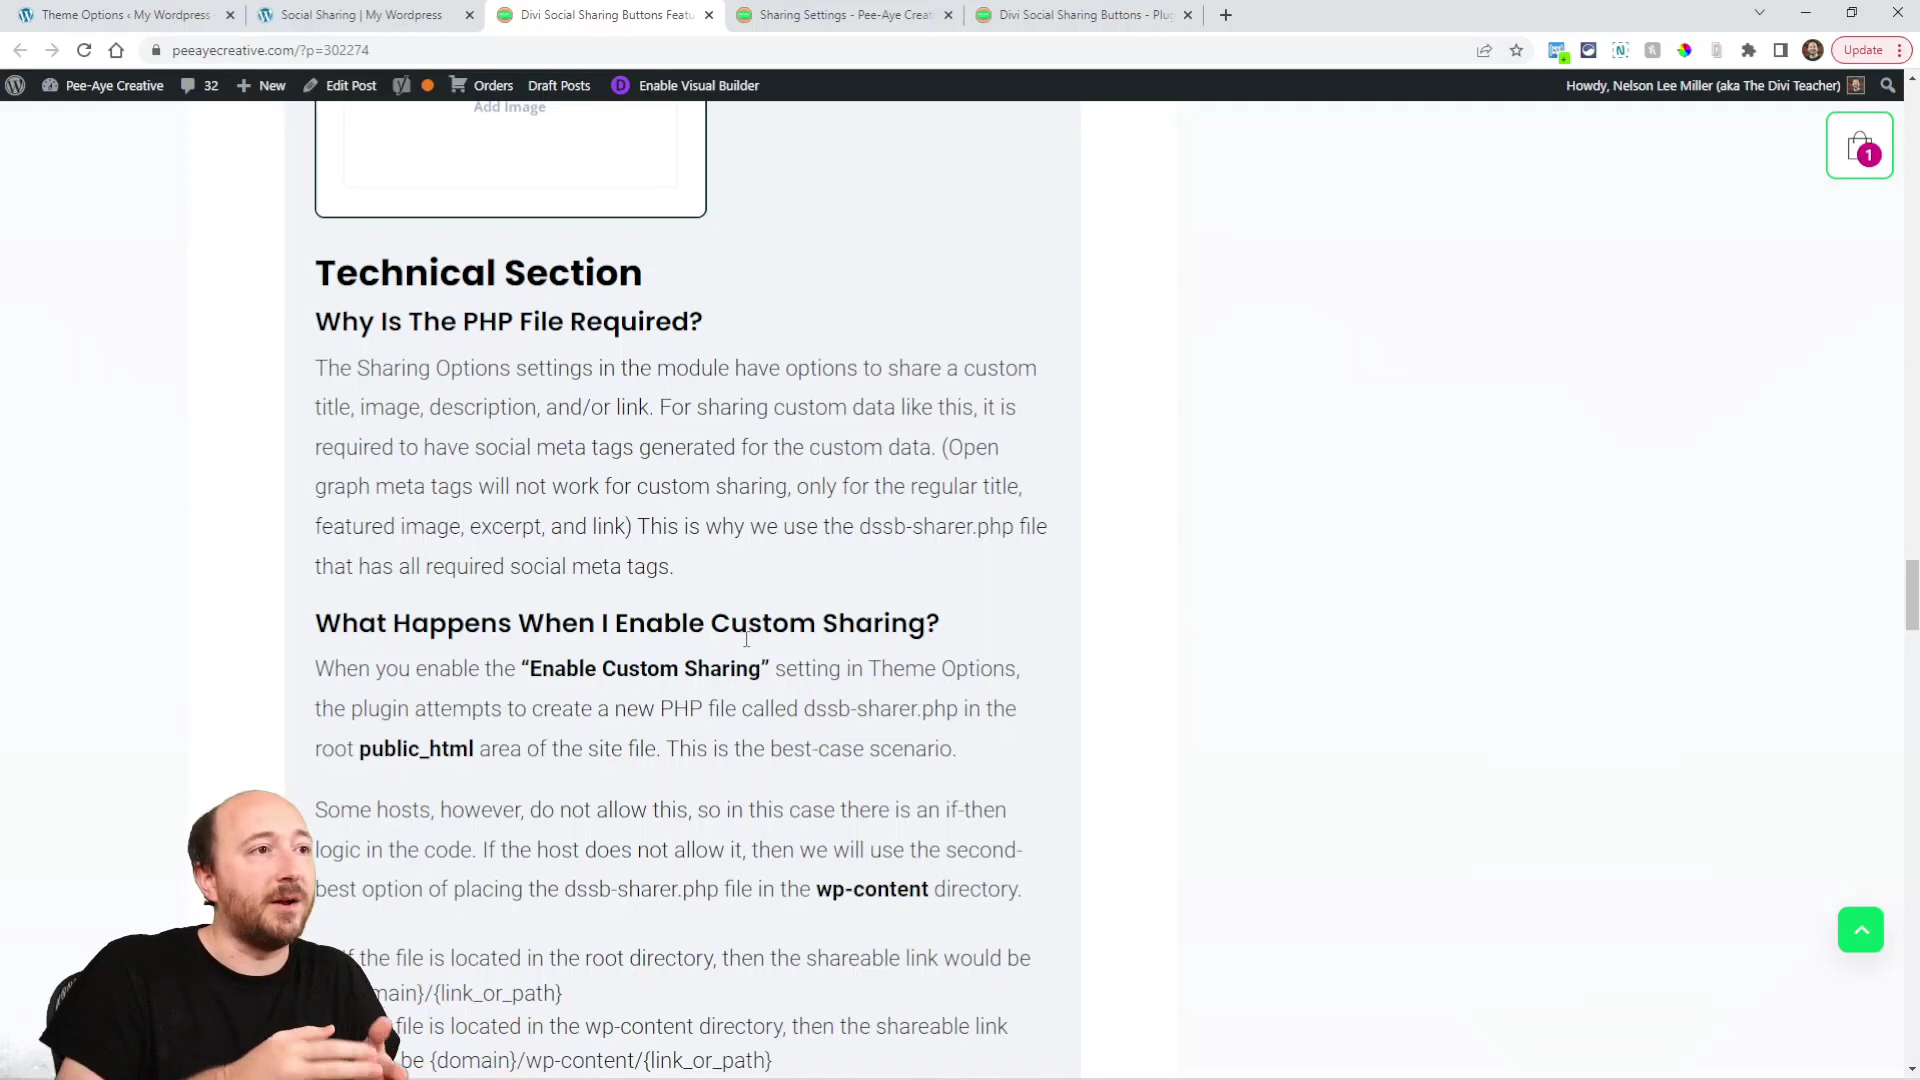 Theme Options ‹ My Wordpress
Social Sharing | My Wordpress
Divi Social Sharing Buttons Featu
Sharing Settings - Pee-Aye Creati
Divi Social Sharing Buttons - Plug
peeayecreative.com/?p=302274
Update
Pee-Aye Creative
32
New
Edit Post
Orders
Draft Posts
Enable Visual Builder
Howdy, Nelson Lee Miller (aka The Divi Teacher)
Add Image
1
Technical Section
Why Is The PHP File Required?
The Sharing Options settings in the module have options to share a custom
title, image, description, and/or link. For sharing custom data like this, it is
required to have social meta tags generated for the custom data. (Open
graph meta tags will not work for custom sharing, only for the regular title,
featured image, excerpt, and link) This is why we use the dssb-sharer.php file
that has all required social meta tags.
What Happens When I Enable Custom Sharing?
When you enable the “Enable Custom Sharing” setting in Theme Options,
the plugin attempts to create a new PHP file called dssb-sharer.php in the
root public_html area of the site file. This is the best-case scenario.
Some hosts, however, do not allow this, so in this case there is an if-then
logic in the code. If the host does not allow it, then we will use the second-
best option of placing the dssb-sharer.php file in the wp-content directory.
the file is located in the root directory, then the shareable link would be
main}/{link_or_path}
file is located in the wp-content directory, then the shareable link
be {domain}/wp-content/{link_or_path}